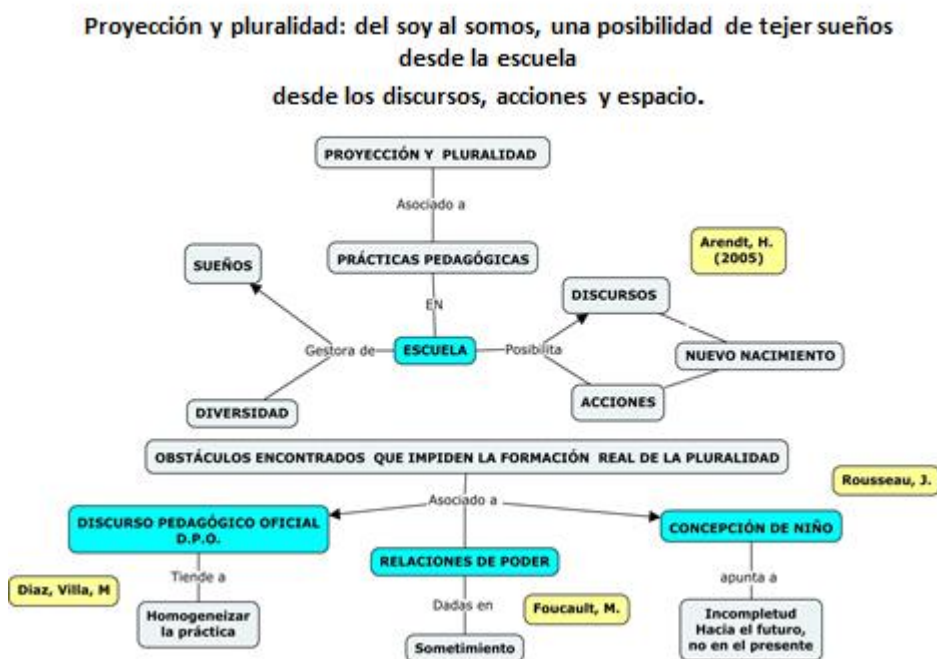 Proyección y pluralidad: del soy al somos, una posibilidad de tejer sueños
desde la escuela
desde los discursos, acciones y espacio.
PROYECCIÓN Y PLURALIDAD
Asociado a
PRÁCTICAS PEDAGÓGICAS
Arendt, H.
(2005)
SUEÑOS
DISCURSOS
EN
Gestora de
ESCUELA
Posibilita
NUEVO NACIMIENTO
DIVERSIDAD
ACCIONES
OBSTÁCULOS ENCONTRADOS QUE IMPIDEN LA FORMACIÓN REAL DE LA PLURALIDAD
Rousseau, J.
Asociado a
DISCURSO PEDAGÓGICO OFICIAL
D.P.O.
CONCEPCIÓN DE NIÑO
RELACIONES DE PODER
Tiende a
apunta a
Diaz, Villa, M
Dadas en
Foucault, M.
Homogeneizar
la práctica
Incompletud
Hacia el futuro,
no en el presente
Sometimiento